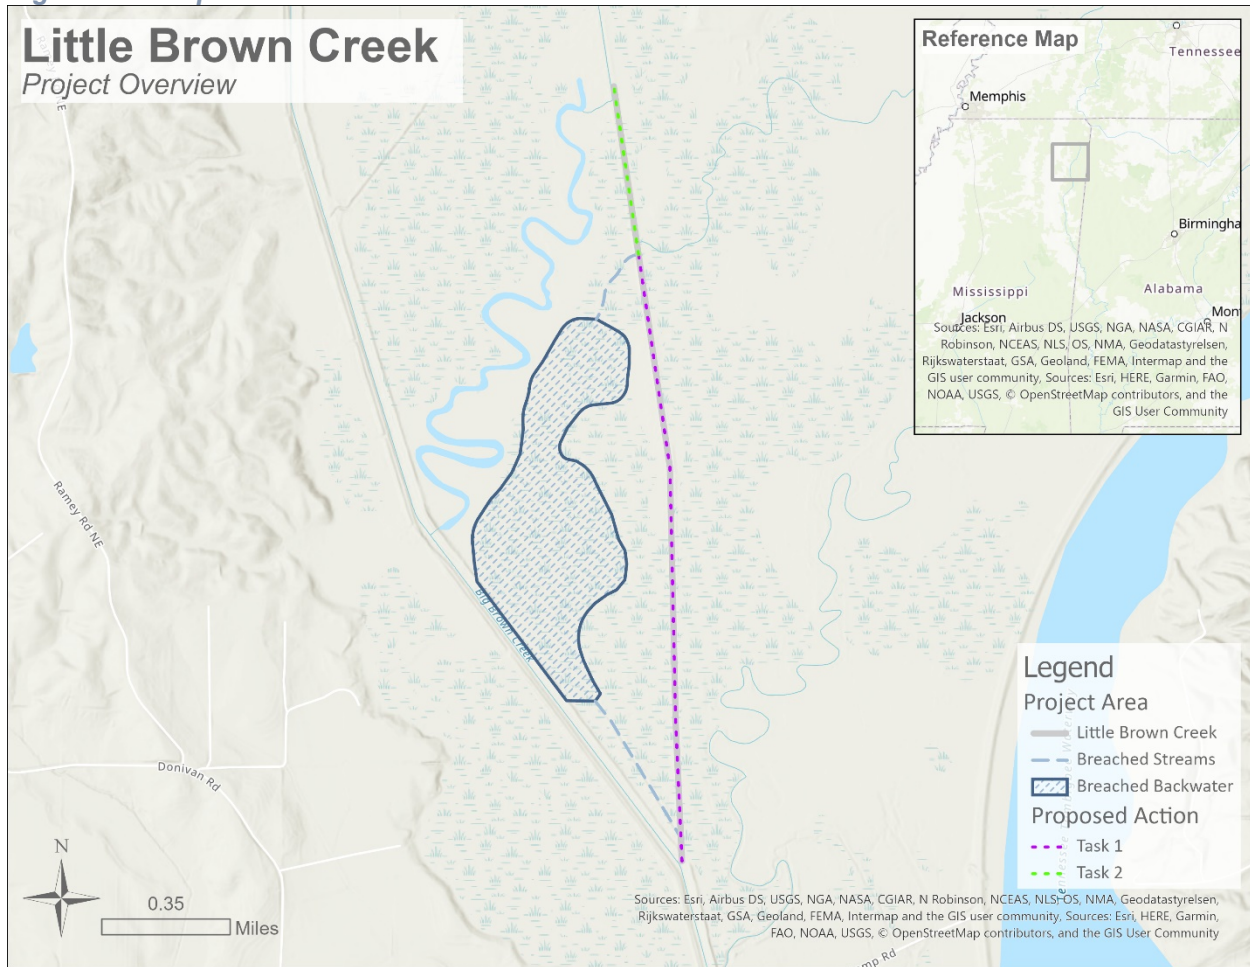 Little Brown Creek
Project Overview
Reference Map
Tennessee
Memphis
Birmingha
Mississippi
Alabama
Jackson
Mon
Sources: Esri, Airbus DS, USGS, NGA, NASA, CGIAR, N
Robinson, NCEAS, NLS, OS, NMA, Geodatastyrelsen,
Rijkswaterstaat, GSA, Geoland, FEMA, Intermap and the
GIS user community, Sources: Esri, HERE, Garmin, FAO,
NOAA, USGS, © OpenStreetMap contributors, and the
GIS User Community
Ramey Rd NE
Big Brown Creek
Donivan Rd
Legend
Project Area
Little Brown Creek
Breached Streams
Breached Backwater
Proposed Action
Task 1
Task 2
N
0.35
Miles
Sources: Esri, Airbus DS, USGS, NGA, NASA, CGIAR, N Robinson, NCEAS, NLS, OS, NMA, Geodatastyrelsen,
Rijkswaterstaat, GSA, Geoland, FEMA, Intermap and the GIS user community, Sources: Esri, HERE, Garmin,
FAO, NOAA, USGS, © OpenStreetMap contributors, and the GIS User Community
mp Rd